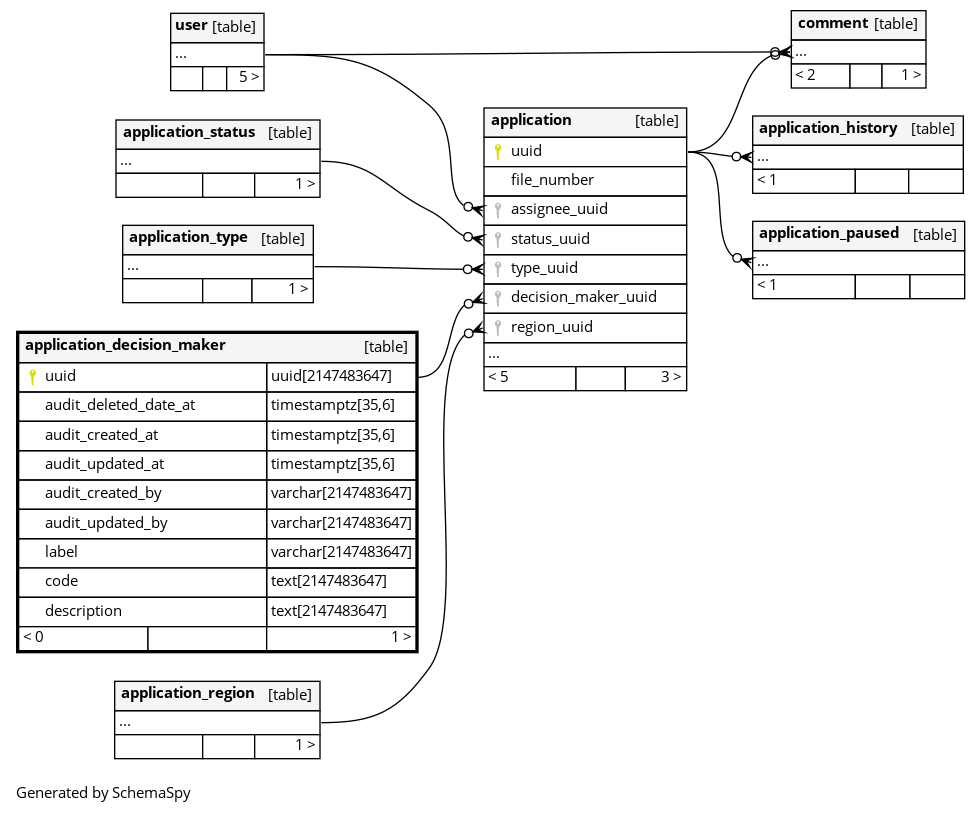 user [table]
...
5 >
application_status [table]
...
1 >
application_type [table]
...
1 >
application_decision_maker [table]
uuid uuid[2147483647]
audit_deleted_date_at timestamptz[35,6]
audit_created_at timestamptz[35,6]
audit_updated_at timestamptz[35,6]
audit_created_by varchar[2147483647]
audit_updated_by varchar[2147483647]
label varchar[2147483647]
code text[2147483647]
description text[2147483647]
< 0 1 >
application_region [table]
...
1 >
application [table]
uuid
file_number
assignee_uuid
status_uuid
type_uuid
decision_maker_uuid
region_uuid
...
< 5 3 >
comment [table]
...
< 2 1 >
application_history [table]
...
< 1
application_paused [table]
...
< 1
Generated by SchemaSpy